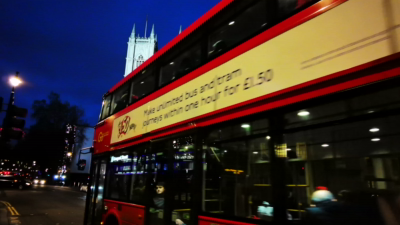 Make unlimited bus and tram
journeys within one hour for £1.50